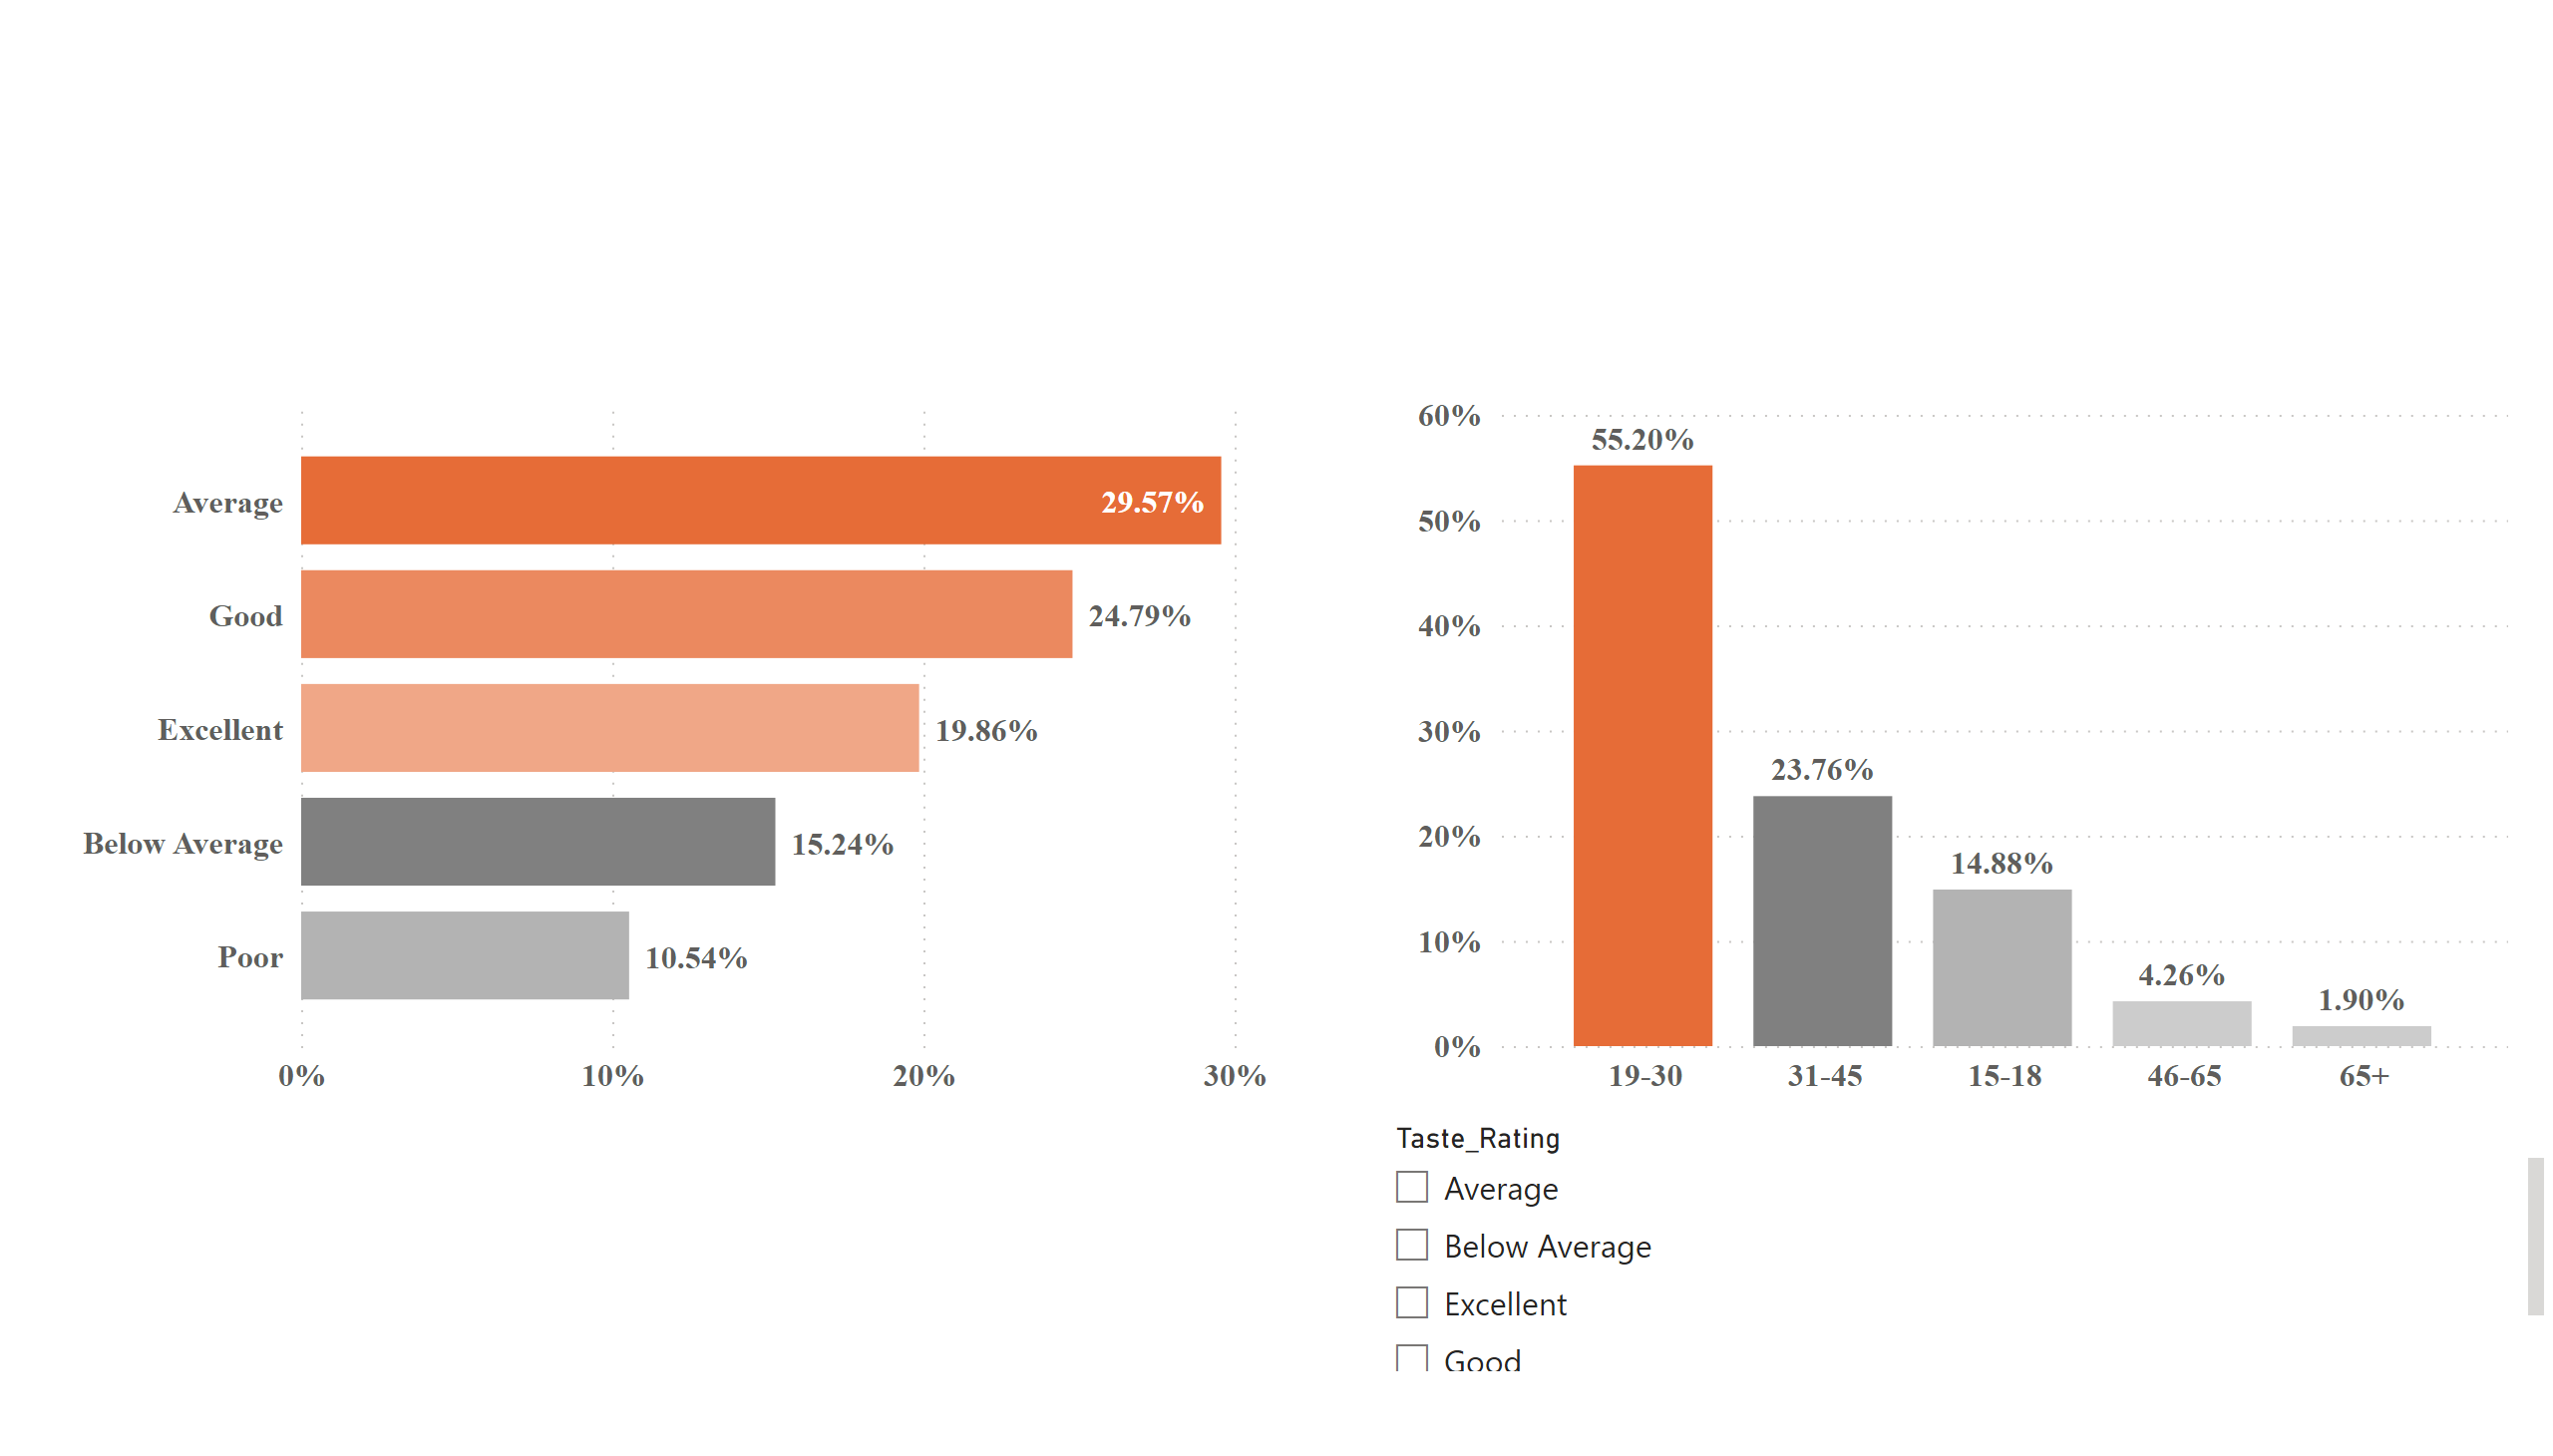 Average
29.57%
Good
24.79%
Excellent
19.86%
Below Average
15.24%
Poor
10.54%
0% 10% 20% 30%
60%
50%
40%
30%
20%
10%
0%
55.20%
23.76%
14.88%
4.26%
1.90%
19-30 31-45 15-18 46-65 65+
Taste_Rating
Average
Below Average
Excellent
Good